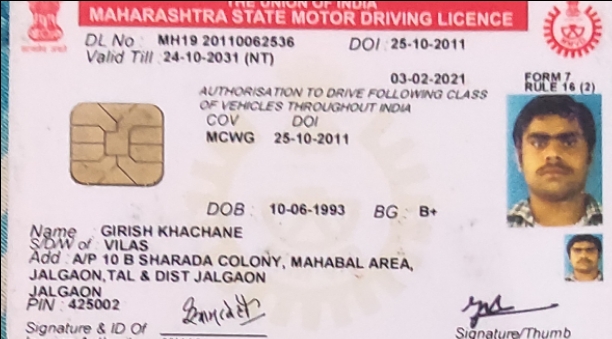 THE UNION OF INDIA
MAHARASHTRA STATE MOTOR DRIVING LICENCE
DL No : MH19 20110062536 DOI : 25-10-2011
Valid Till : 24-10-2031 (NT)
03-02-2021
FORM 7
RULE 16 (2)
AUTHORISATION TO DRIVE FOLLOWING CLASS
OF VEHICLES THROUGHOUT INDIA
COV DOI
MCWG 25-10-2011
DOB : 10-06-1993 BG : B+
Name : GIRISH KHACHANE
S/D/W of : VILAS
Add : A/P 10 B SHARADA COLONY, MAHABAL AREA,
JALGAON,TAL & DIST JALGAON
JALGAON
PIN : 425002
Signature & ID Of
Signature/Thumb